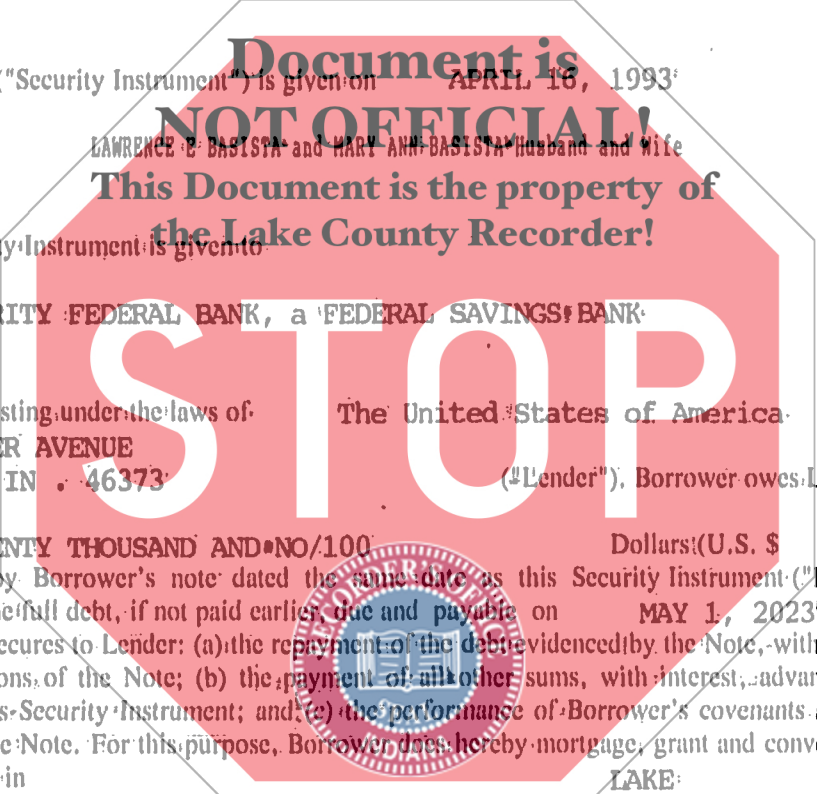 Document is
("Security Instrument") is given on APRIL 16, 1993
NOT OFFICIAL!
LAWRENCE E BASISTA and MARY ANN BASISTA Husband and Wife
This Document is the property of
the Lake County Recorder!
y Instrument is given to
RITY FEDERAL BANK, a FEDERAL SAVINGS BANK
STOP
sting under the laws of The United States of America
ER AVENUE
IN . 46373 ("Lender"). Borrower owes L
NTY THOUSAND AND NO/100 Dollars (U.S. $
by Borrower's note dated the same date as this Security Instrument ("
e full debt, if not paid earlier, due and payable on MAY 1, 2023
ecures to Lender: (a) the repayment of the debt evidenced by the Note, with
ons of the Note; (b) the payment of all other sums, with interest, advan
s Security Instrument; and (c) the performance of Borrower's covenants
e Note. For this purpose, Borrower does hereby mortgage, grant and conve
in LAKE
RECORDER'S OFFIC
INDIANA